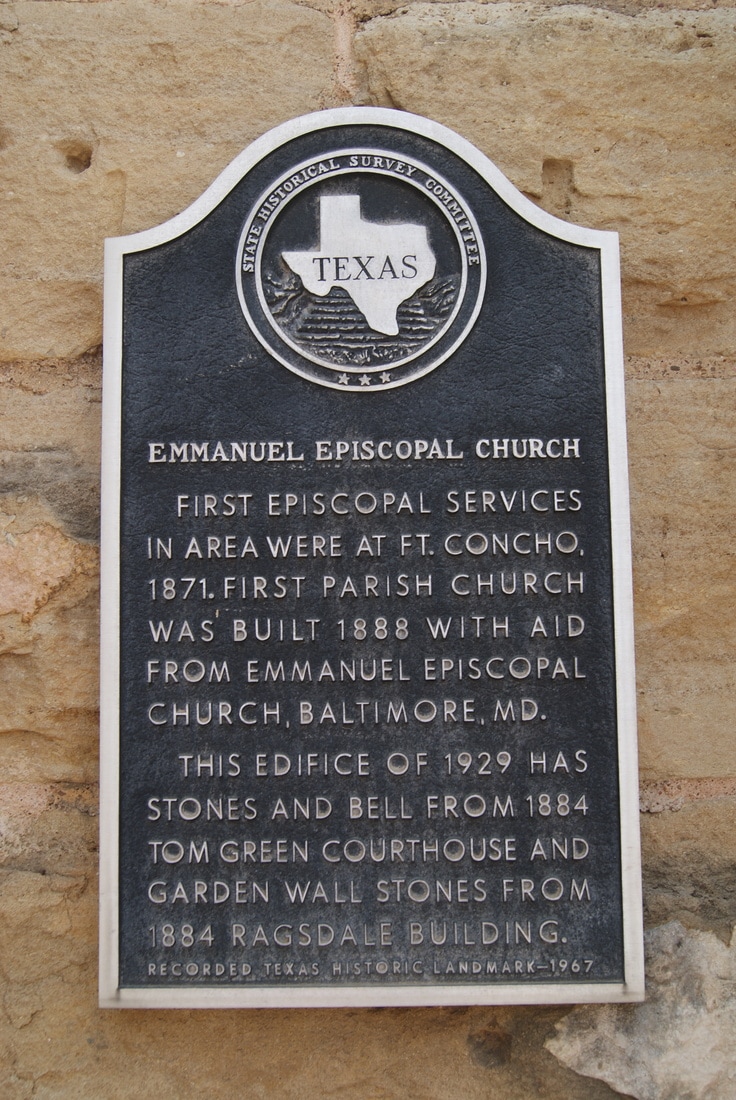 STATE HISTORICAL SURVEY COMMITTEE
TEXAS
EMMANUEL EPISCOPAL CHURCH
FIRST EPISCOPAL SERVICES
IN AREA WERE AT FT. CONCHO,
1871. FIRST PARISH CHURCH
WAS BUILT 1888 WITH AID
FROM EMMANUEL EPISCOPAL
CHURCH, BALTIMORE, MD.
THIS EDIFICE OF 1929 HAS
STONES AND BELL FROM 1884
TOM GREEN COURTHOUSE AND
GARDEN WALL STONES FROM
1884 RAGSDALE BUILDING.
RECORDED TEXAS HISTORIC LANDMARK—1967